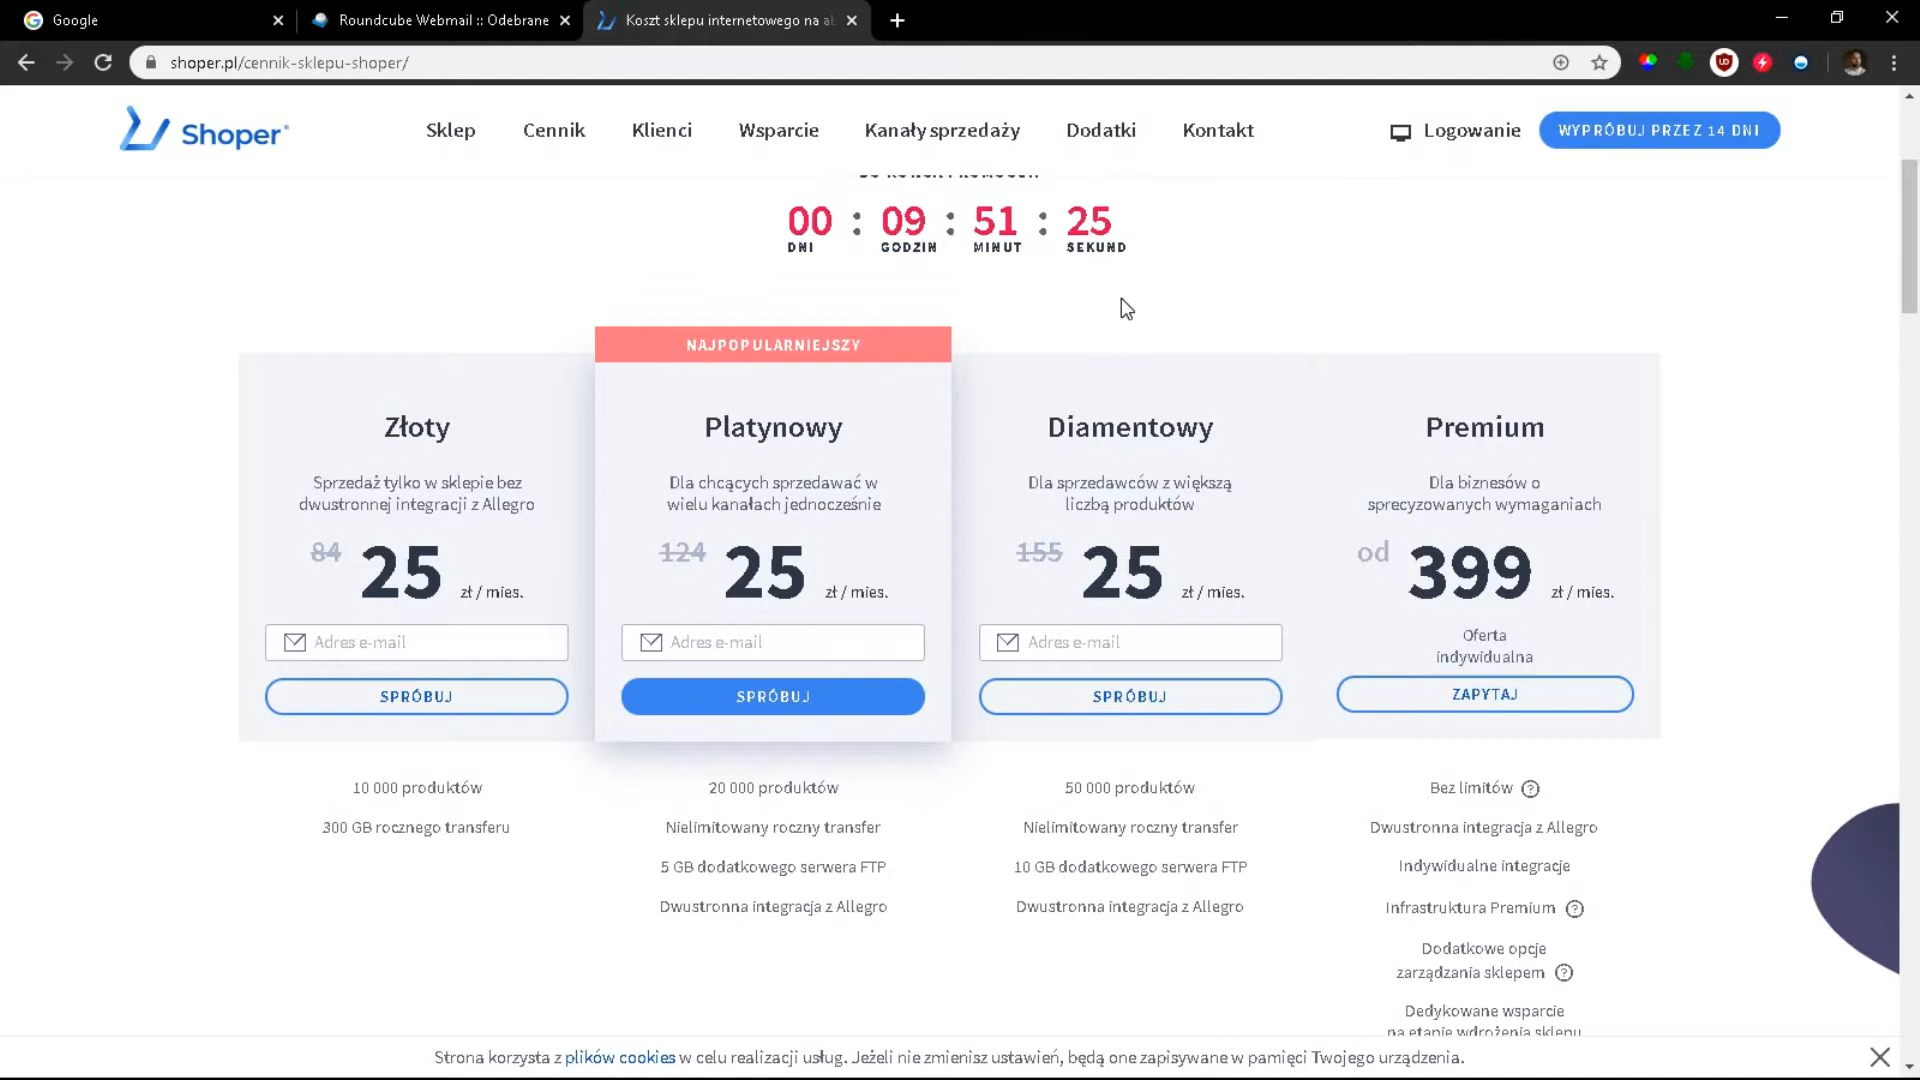 Google
Roundcube Webmail :: Odebrane
Koszt sklepu internetowego na a
shoper.pl/cennik-sklepu-shoper/
Shoper
Sklep
Cennik
Klienci
Wsparcie
Kanały sprzedaży
Dodatki
Kontakt
Logowanie
WYPRÓBUJ PRZEZ 14 DNI
00 : 09 : 51 : 25
DNI GODZIN MINUT SEKUND
NAJPOPULARNIEJSZY
Złoty
Sprzedaż tylko w sklepie bez
dwustronnej integracji z Allegro
84 25 zł / mies.
Adres e-mail
SPRÓBUJ
10 000 produktów
300 GB rocznego transferu
Platynowy
Dla chcących sprzedawać w
wielu kanałach jednocześnie
124 25 zł / mies.
Adres e-mail
SPRÓBUJ
20 000 produktów
Nielimitowany roczny transfer
5 GB dodatkowego serwera FTP
Dwustronna integracja z Allegro
Diamentowy
Dla sprzedawców z większą
liczbą produktów
155 25 zł / mies.
Adres e-mail
SPRÓBUJ
50 000 produktów
Nielimitowany roczny transfer
10 GB dodatkowego serwera FTP
Dwustronna integracja z Allegro
Premium
Dla biznesów o
sprecyzowanych wymaganiach
od 399 zł / mies.
Oferta
indywidualna
ZAPYTAJ
Bez limitów ?
Dwustronna integracja z Allegro
Indywidualne integracje
Infrastruktura Premium ?
Dodatkowe opcje
zarządzania sklepem ?
Dedykowane wsparcie
na etapie wdrożenia sklepu
Strona korzysta z plików cookies w celu realizacji usług. Jeżeli nie zmienisz ustawień, będą one zapisywane w pamięci Twojego urządzenia.